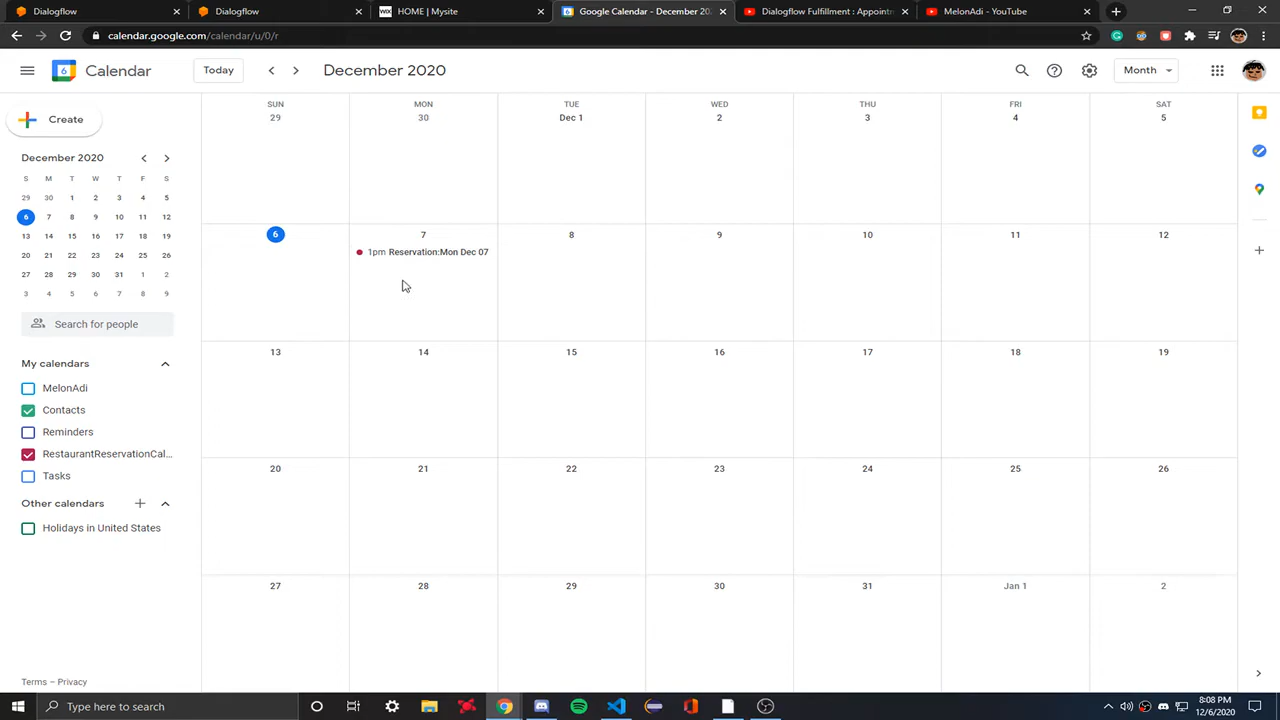 Dialogflow
Dialogflow
WiX
HOME | Mysite
Google Calendar - December 20
Dialogflow Fulfillment : Appointm
MelonAdi - YouTube
calendar.google.com/calendar/u/0/r
6
Calendar
Today
December 2020
Month
Create
December 2020
S M T W T F S
29 30 1 2 3 4 5
6 7 8 9 10 11 12
13 14 15 16 17 18 19
20 21 22 23 24 25 26
27 28 29 30 31 1 2
3 4 5 6 7 8 9
Search for people
My calendars
MelonAdi
Contacts
Reminders
RestaurantReservationCal...
Tasks
Other calendars
Holidays in United States
Terms – Privacy
SUN MON TUE WED THU FRI SAT
29 30 Dec 1 2 3 4 5
6 7 8 9 10 11 12
1pm Reservation:Mon Dec 07
13 14 15 16 17 18 19
20 21 22 23 24 25 26
27 28 29 30 31 Jan 1 2
Type here to search
8:08 PM
12/6/2020